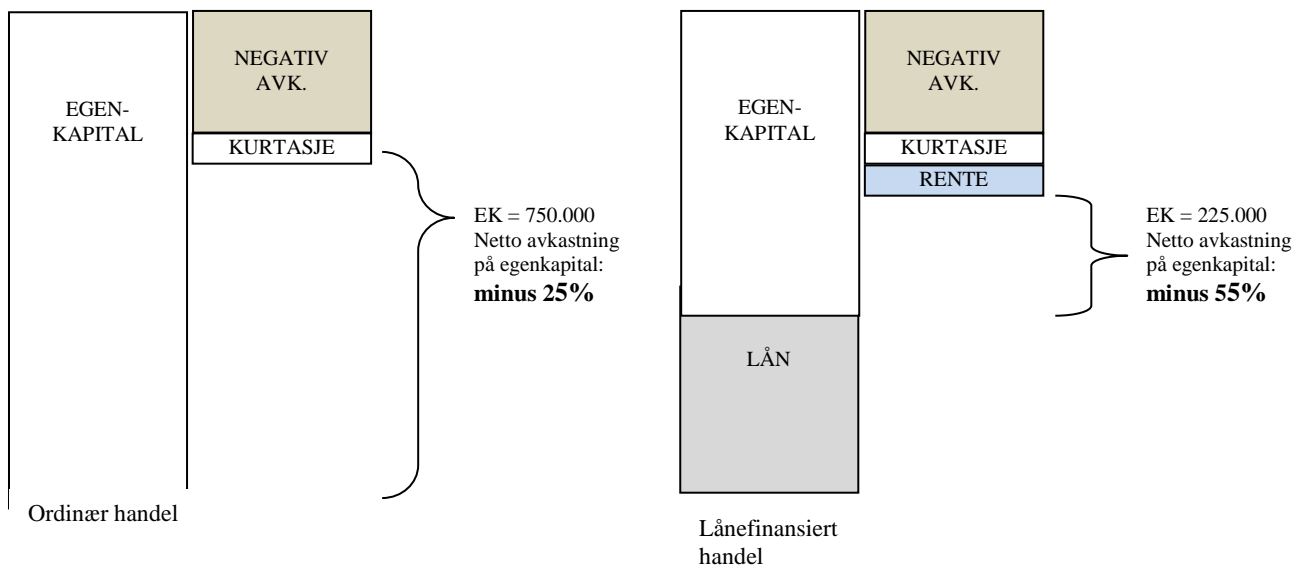 EGEN-
KAPITAL
NEGATIV
AVK.
KURTASJE
EK = 750.000
Netto avkastning
på egenkapital:
minus 25%
Ordinær handel
EGEN-
KAPITAL
LÅN
NEGATIV
AVK.
KURTASJE
RENTE
EK = 225.000
Netto avkastning
på egenkapital:
minus 55%
Lånefinansiert
handel